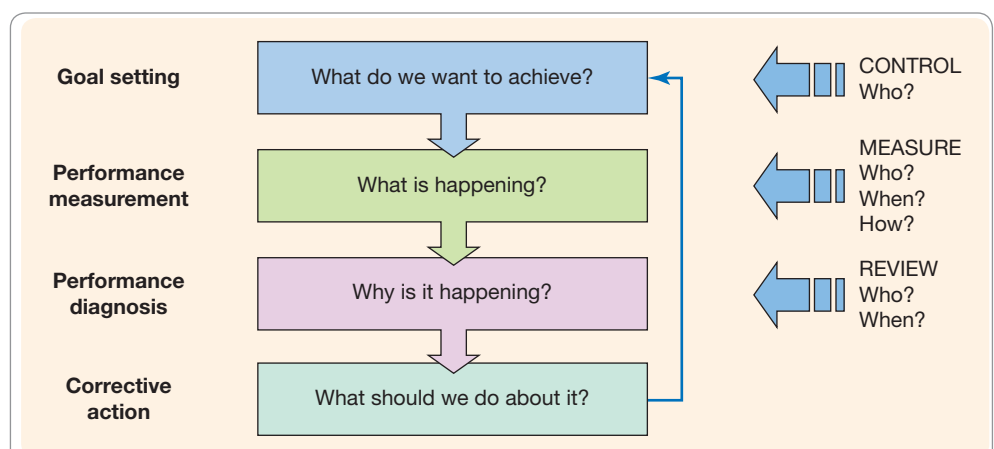 Goal setting
What do we want to achieve?
CONTROL
Who?
Performance
measurement
What is happening?
MEASURE
Who?
When?
How?
Performance
diagnosis
Why is it happening?
REVIEW
Who?
When?
Corrective
action
What should we do about it?